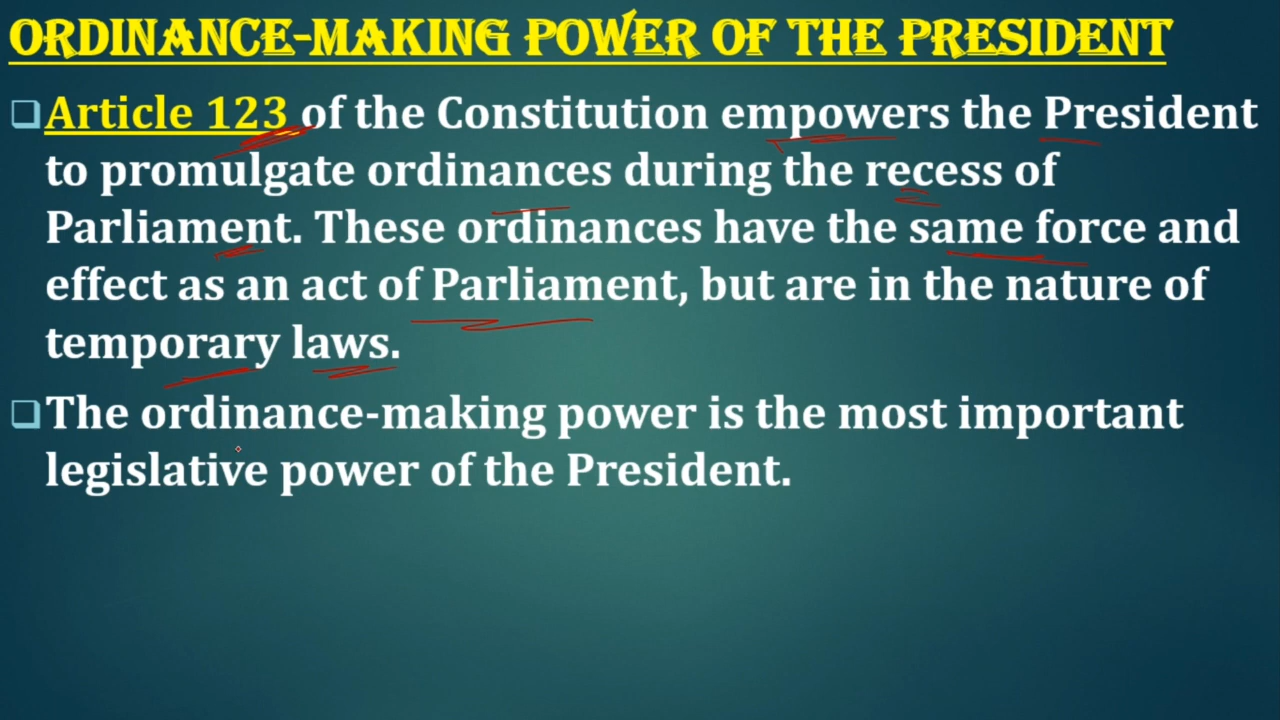 ORDINANCE-MAKING POWER OF THE PRESIDENT
Article 123 of the Constitution empowers the President
to promulgate ordinances during the recess of
Parliament. These ordinances have the same force and
effect as an act of Parliament, but are in the nature of
temporary laws.
The ordinance-making power is the most important
legislative power of the President.